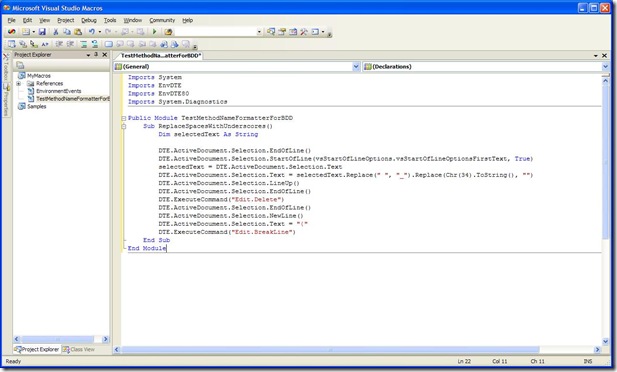 Microsoft Visual Studio Macros
File Edit View Project Debug Tools Window Community Help
Project Explorer
MyMacros
References
EnvironmentEvents
TestMethodNameFormatterForB
Samples
Toolbox
Properties
Project Explorer Class View
TestMethodNa...atterForBDD*
(General) (Declarations)
Imports System
Imports EnvDTE
Imports EnvDTE80
Imports System.Diagnostics
Public Module TestMethodNameFormatterForBDD
Sub ReplaceSpacesWithUnderscores()
Dim selectedText As String
DTE.ActiveDocument.Selection.EndOfLine()
DTE.ActiveDocument.Selection.StartOfLine(vsStartOfLineOptions.vsStartOfLineOptionsFirstText, True)
selectedText = DTE.ActiveDocument.Selection.Text
DTE.ActiveDocument.Selection.Text = selectedText.Replace(" ", "_").Replace(Chr(34).ToString(), "")
DTE.ActiveDocument.Selection.LineUp()
DTE.ActiveDocument.Selection.EndOfLine()
DTE.ExecuteCommand("Edit.Delete")
DTE.ActiveDocument.Selection.EndOfLine()
DTE.ActiveDocument.Selection.NewLine()
DTE.ActiveDocument.Selection.Text = "{"
DTE.ExecuteCommand("Edit.BreakLine")
End Sub
End Module
Ready Ln 22 Col 11 Ch 11 INS